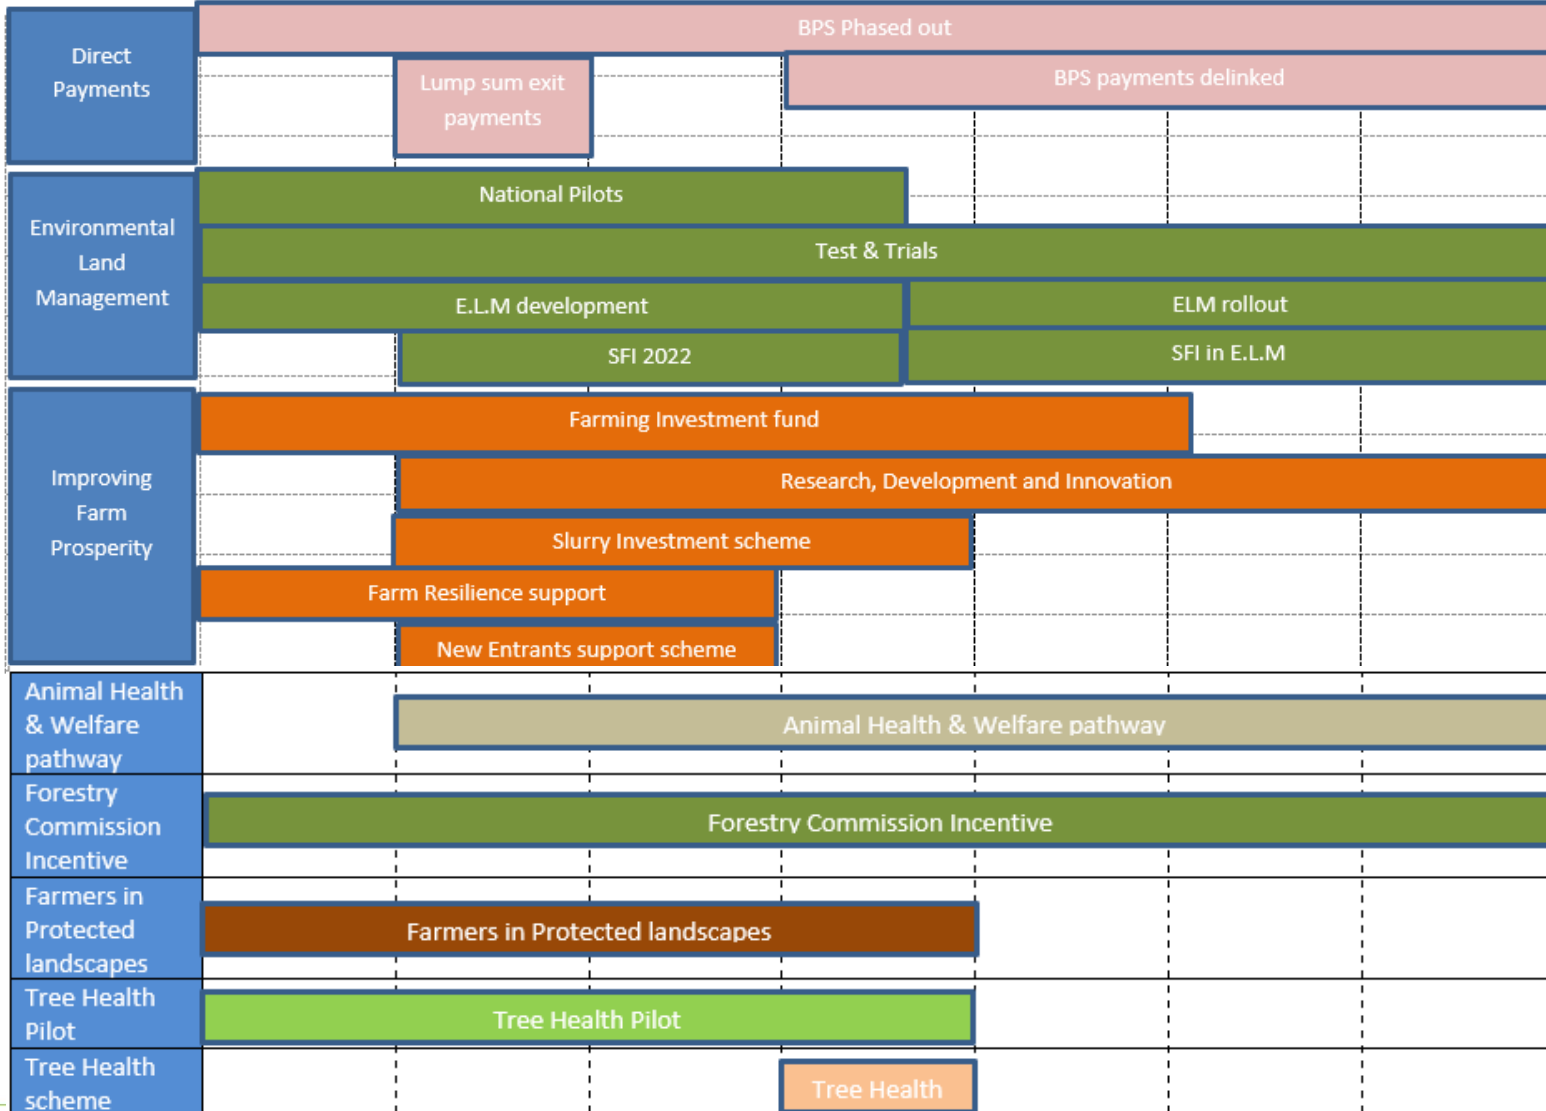 Direct
Payments
BPS Phased out
Lump sum exit
payments
BPS payments delinked
Environmental
Land
Management
National Pilots
Test & Trials
E.L.M development
ELM rollout
SFI 2022
SFI in E.L.M
Improving
Farm
Prosperity
Farming Investment fund
Research, Development and Innovation
Slurry Investment scheme
Farm Resilience support
New Entrants support scheme
Animal Health
& Welfare
pathway
Animal Health & Welfare pathway
Forestry
Commission
Incentive
Forestry Commission Incentive
Farmers in
Protected
landscapes
Farmers in Protected landscapes
Tree Health
Pilot
Tree Health Pilot
Tree Health
scheme
Tree Health